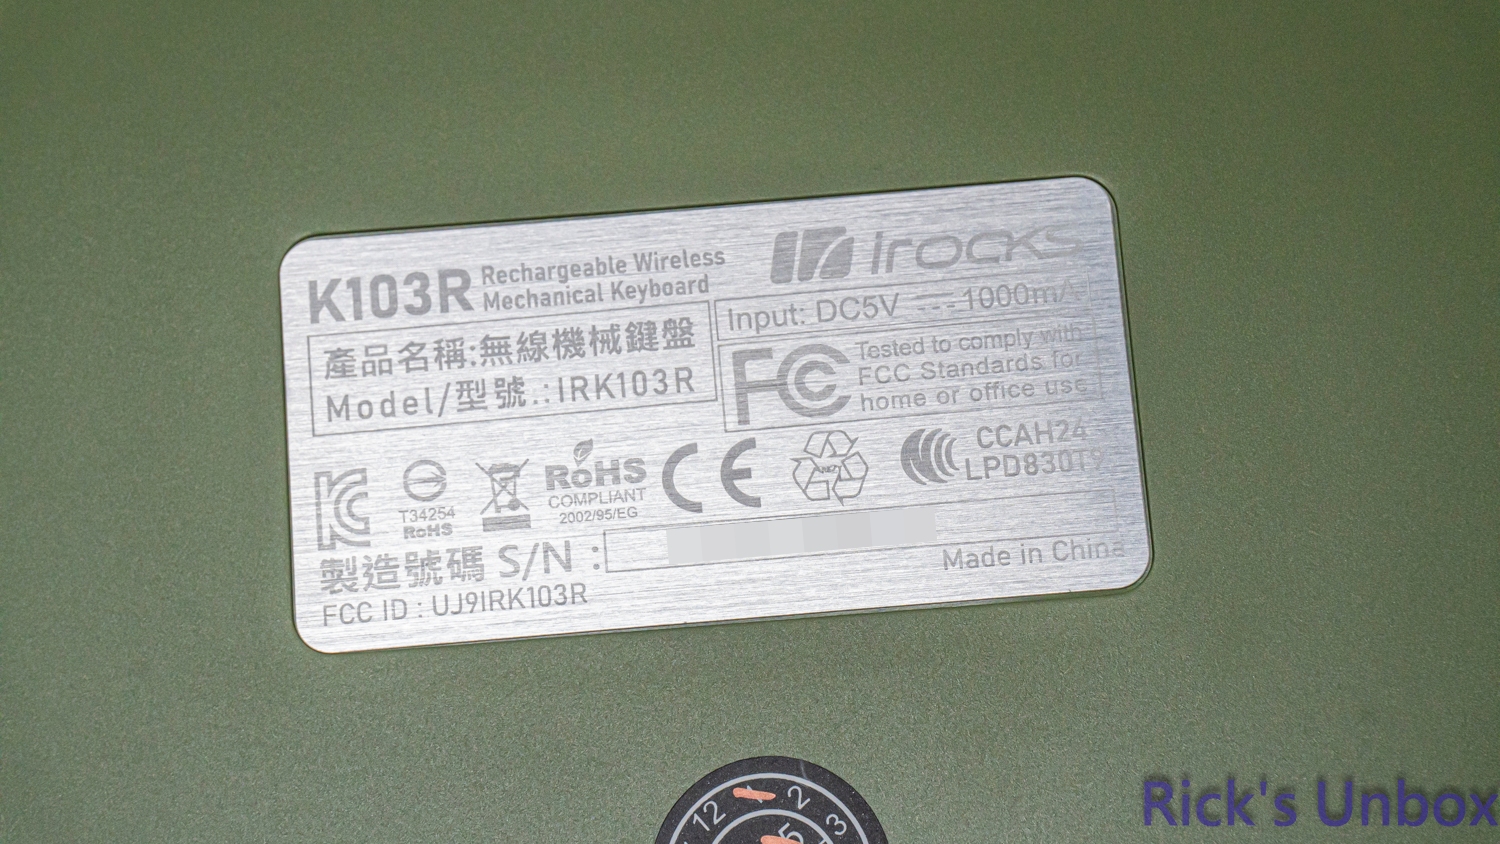 K103R Rechargeable Wireless
Mechanical Keyboard
irocks
產品名稱:無線機械鍵盤
Model/型號.:IRK103R
Input: DC5V 1000mA
FC
Tested to comply with
FCC Standards for
home or office use
T34254
RoHS
RoHS
COMPLIANT
2002/95/EG
CE
CCAH24
LPD830T9
製造號碼 S/N :
Made in China
FCC ID : UJ9IRK103R
12 1 2 3
5
Rick's Unbox